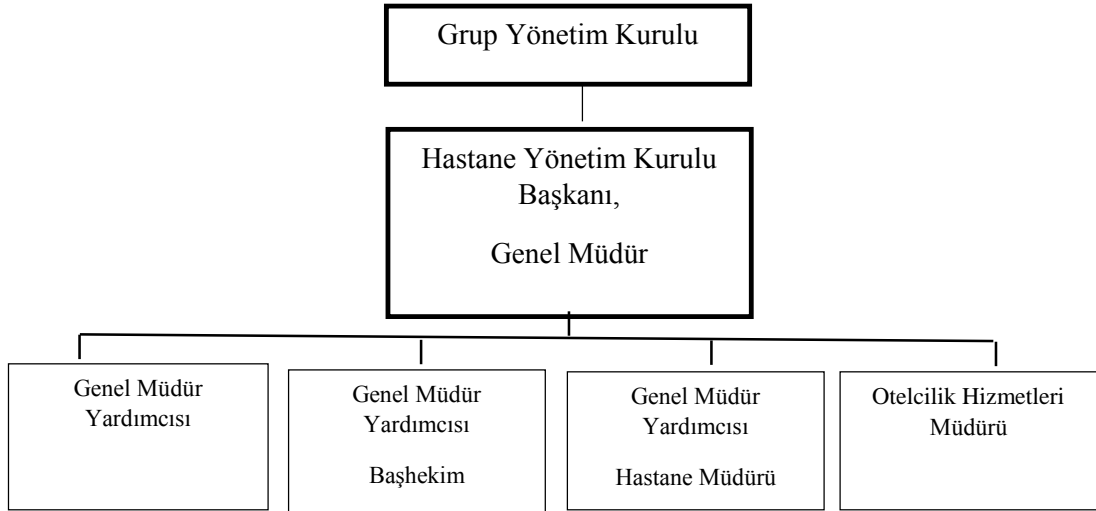 Grup Yönetim Kurulu
Hastane Yönetim Kurulu
Başkanı,
Genel Müdür
Genel Müdür
Yardımcısı
Genel Müdür
Yardımcısı
Başhekim
Genel Müdür
Yardımcısı
Hastane Müdürü
Otelcilik Hizmetleri
Müdürü